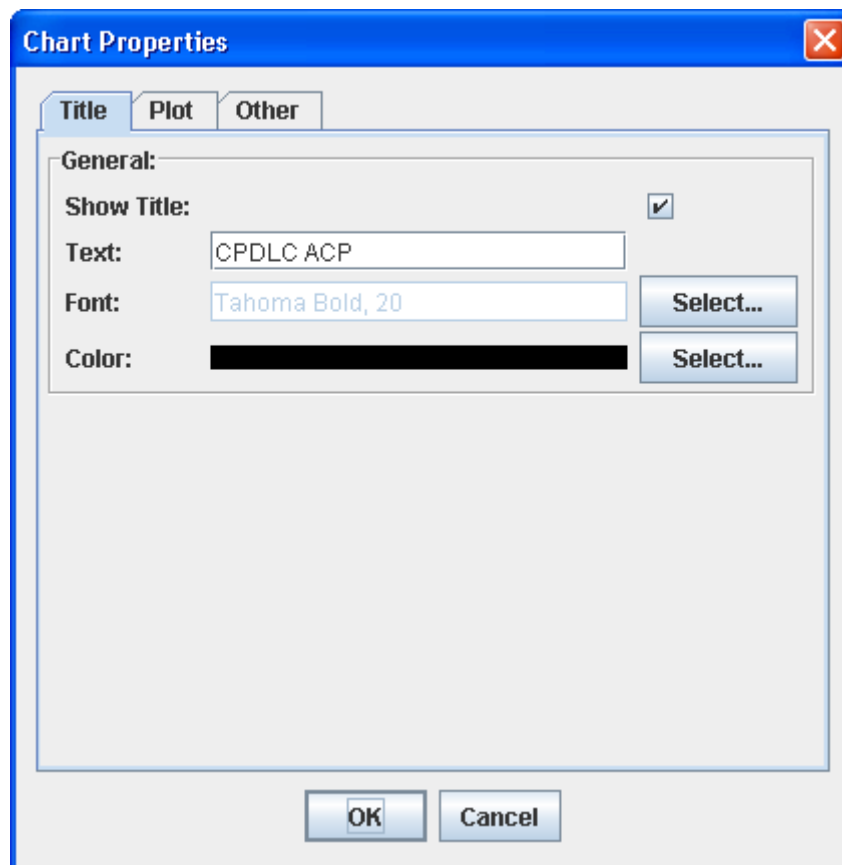 Chart Properties
Title Plot Other
General:
Show Title:
Text: CPDLC ACP
Font: Tahoma Bold, 20 Select...
Color: Select...
OK Cancel